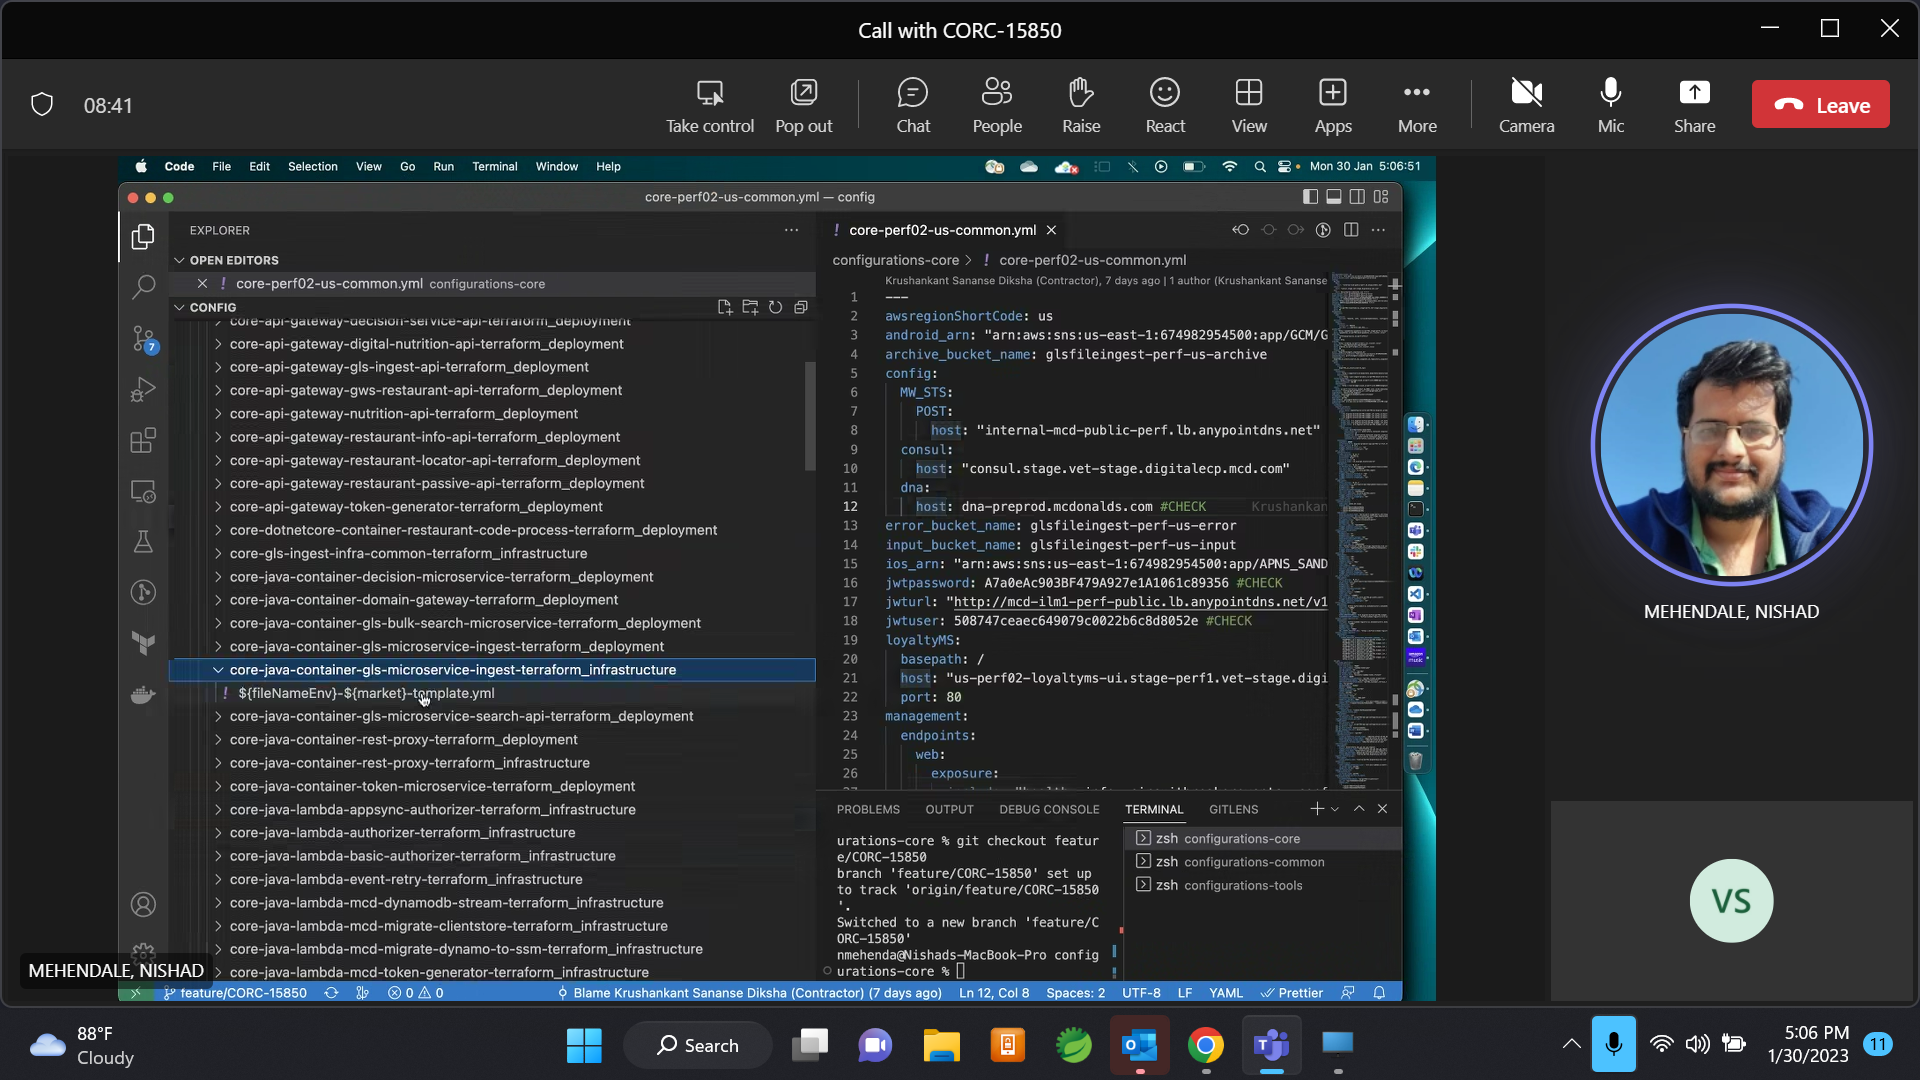 Call with CORC-15850
08:41
Take control
Pop out
Chat
People
Raise
React
View
Apps
More
Camera
Mic
Share
Leave
Code File Edit Selection View Go Run Terminal Window Help
Mon 30 Jan 5:06:51
core-perf02-us-common.yml — config
EXPLORER
OPEN EDITORS
core-perf02-us-common.yml configurations-core
CONFIG
core-api-gateway-decision-service-api-terraform_deployment
core-api-gateway-digital-nutrition-api-terraform_deployment
core-api-gateway-gls-ingest-api-terraform_deployment
core-api-gateway-gws-restaurant-api-terraform_deployment
core-api-gateway-nutrition-api-terraform_deployment
core-api-gateway-restaurant-info-api-terraform_deployment
core-api-gateway-restaurant-locator-api-terraform_deployment
core-api-gateway-restaurant-passive-api-terraform_deployment
core-api-gateway-token-generator-terraform_deployment
core-dotnetcore-container-restaurant-code-process-terraform_deployment
core-gls-ingest-infra-common-terraform_infrastructure
core-java-container-decision-microservice-terraform_deployment
core-java-container-domain-gateway-terraform_deployment
core-java-container-gls-bulk-search-microservice-terraform_deployment
core-java-container-gls-microservice-ingest-terraform_deployment
core-java-container-gls-microservice-ingest-terraform_infrastructure
! ${fileNameEnv}-${market}-template.yml
core-java-container-gls-microservice-search-api-terraform_deployment
core-java-container-rest-proxy-terraform_deployment
core-java-container-rest-proxy-terraform_infrastructure
core-java-container-token-microservice-terraform_deployment
core-java-lambda-appsync-authorizer-terraform_infrastructure
core-java-lambda-authorizer-terraform_infrastructure
core-java-lambda-basic-authorizer-terraform_infrastructure
core-java-lambda-event-retry-terraform_infrastructure
core-java-lambda-mcd-dynamodb-stream-terraform_infrastructure
core-java-lambda-mcd-migrate-clientstore-terraform_infrastructure
core-java-lambda-mcd-migrate-dynamo-to-ssm-terraform_infrastructure
core-java-lambda-mcd-token-generator-terraform_infrastructure
7
! core-perf02-us-common.yml
configurations-core > ! core-perf02-us-common.yml
Krushankant Sananse Diksha (Contractor), 7 days ago | 1 author (Krushankant Sananse
1 ---
2 awsregionShortCode: us
3 android_arn: "arn:aws:sns:us-east-1:674982954500:app/GCM/G
4 archive_bucket_name: glsfileingest-perf-us-archive
5 config:
6 MW_STS:
7 POST:
8 host: "internal-mcd-public-perf.lb.anypointdns.net"
9 consul:
10 host: "consul.stage.vet-stage.digitalecp.mcd.com"
11 dna:
12 host: dna-preprod.mcdonalds.com #CHECK Krushankan
13 error_bucket_name: glsfileingest-perf-us-error
14 input_bucket_name: glsfileingest-perf-us-input
15 ios_arn: "arn:aws:sns:us-east-1:674982954500:app/APNS_SAND
16 jwtpassword: A7a0eAc903BF479A927e1A1061c89356 #CHECK
17 jwturl: "http://mcd-ilm1-perf-public.lb.anypointdns.net/v1
18 jwtuser: 508747ceaec649079c0022b6c8d8052e #CHECK
19 loyaltyMS:
20 basepath: /
21 host: "us-perf02-loyaltyms-ui.stage-perf1.vet-stage.digi
22 port: 80
23 management:
24 endpoints:
25 web:
26 exposure:
PROBLEMS OUTPUT DEBUG CONSOLE TERMINAL GITLENS
urations-core % git checkout featur
e/CORC-15850
branch 'feature/CORC-15850' set up
to track 'origin/feature/CORC-15850
'.
Switched to a new branch 'feature/C
ORC-15850'
nmehenda@Nishads-MacBook-Pro config
urations-core %
zsh configurations-core
zsh configurations-common
zsh configurations-tools
feature/CORC-15850
0 0
Blame Krushankant Sananse Diksha (Contractor) (7 days ago)
Ln 12, Col 8
Spaces: 2
UTF-8
LF
YAML
Prettier
MEHENDALE, NISHAD
MEHENDALE, NISHAD
VS
88°F
Cloudy
Search
5:06 PM
1/30/2023
11